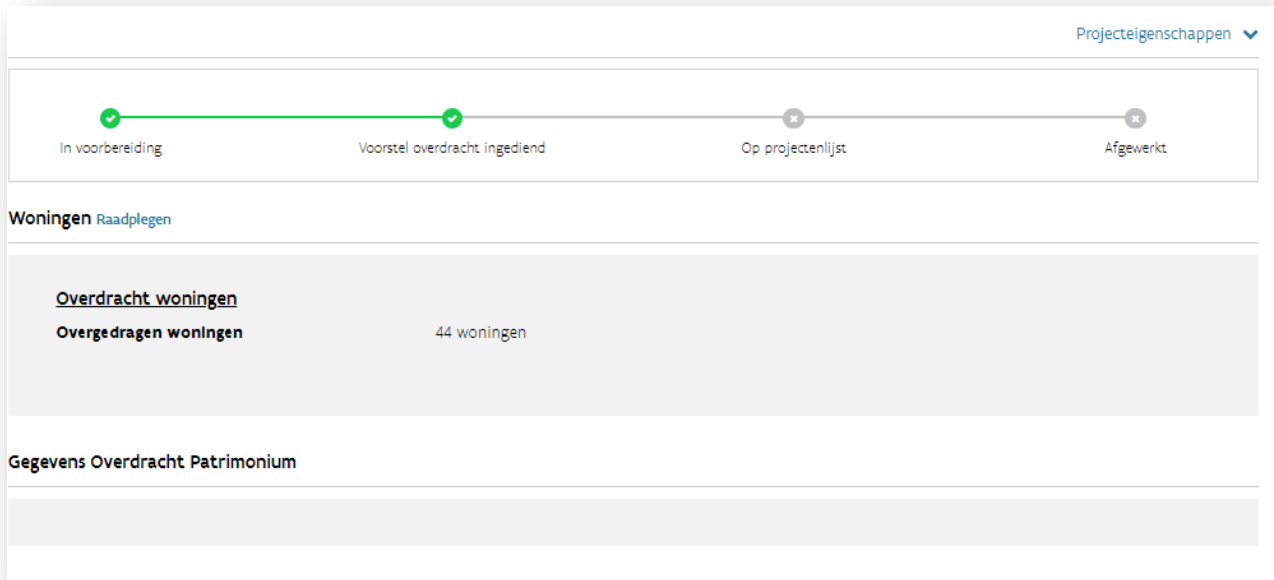 Projecteigenschappen
In voorbereiding
Voorstel overdracht ingediend
Op projectenlijst
Afgewerkt
Woningen Raadplegen
Overdracht woningen
Overgedragen woningen 44 woningen
Gegevens Overdracht Patrimonium